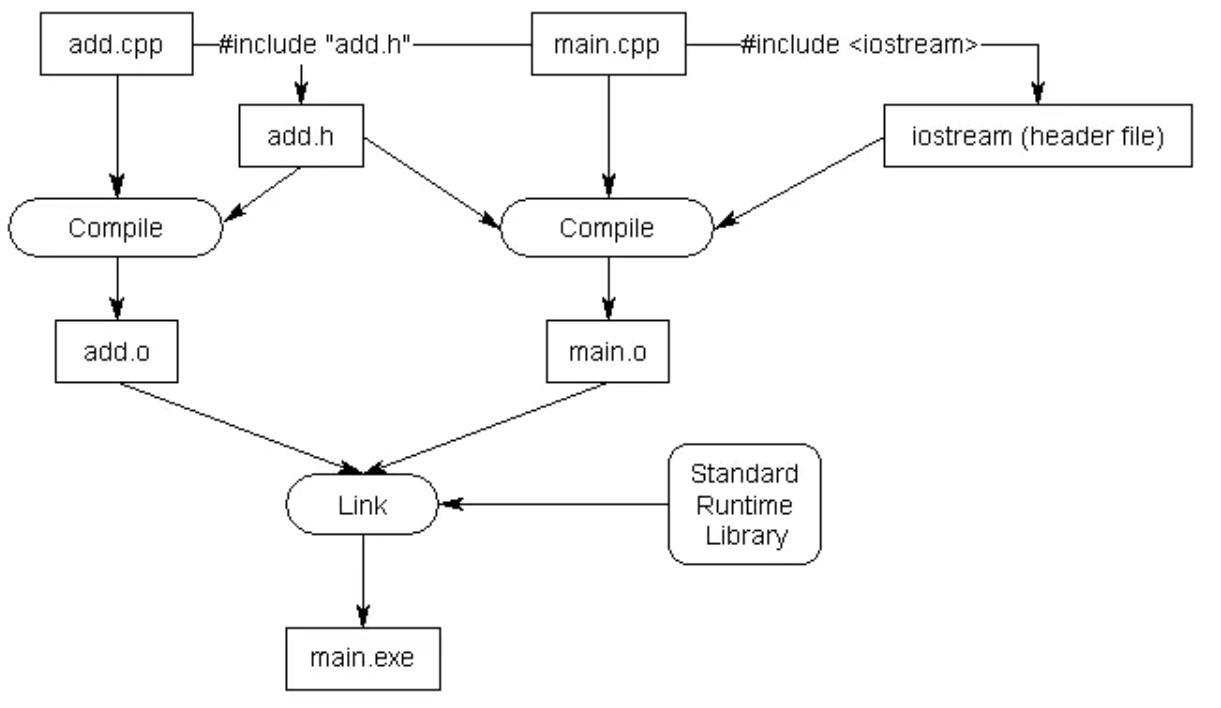 add.cpp
#include "add.h"
main.cpp
#include <iostream>
add.h
iostream (header file)
Compile
Compile
add.o
main.o
Standard
Runtime
Library
Link
main.exe